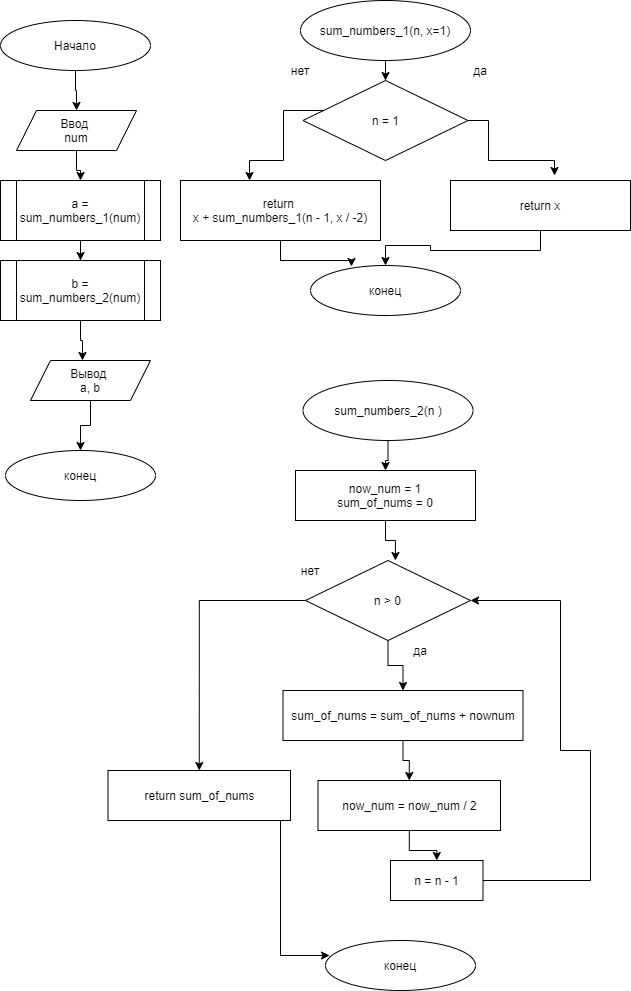 Начало
Ввод
num
a =
sum_numbers_1(num)
b =
sum_numbers_2(num)
Вывод
a, b
конец
sum_numbers_1(n, x=1)
нет
да
n = 1
return
x + sum_numbers_1(n - 1, x / -2)
return x
конец
sum_numbers_2(n )
now_num = 1
sum_of_nums = 0
нет
n > 0
да
sum_of_nums = sum_of_nums + nownum
return sum_of_nums
now_num = now_num / 2
n = n - 1
конец